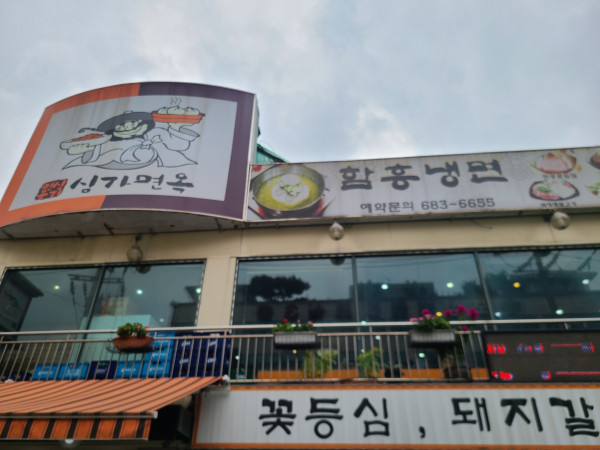 싱가면옥
함흥냉면
예약문의 683-6655
꽃등심, 돼지갈